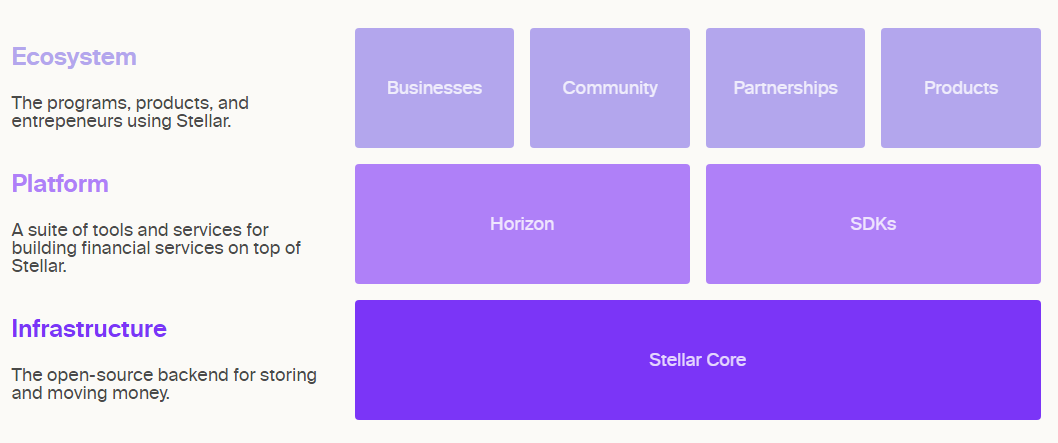 Ecosystem
The programs, products, and
entrepeneurs using Stellar.
Businesses
Community
Partnerships
Products
Platform
A suite of tools and services for
building financial services on top of
Stellar.
Horizon
SDKs
Infrastructure
The open-source backend for storing
and moving money.
Stellar Core